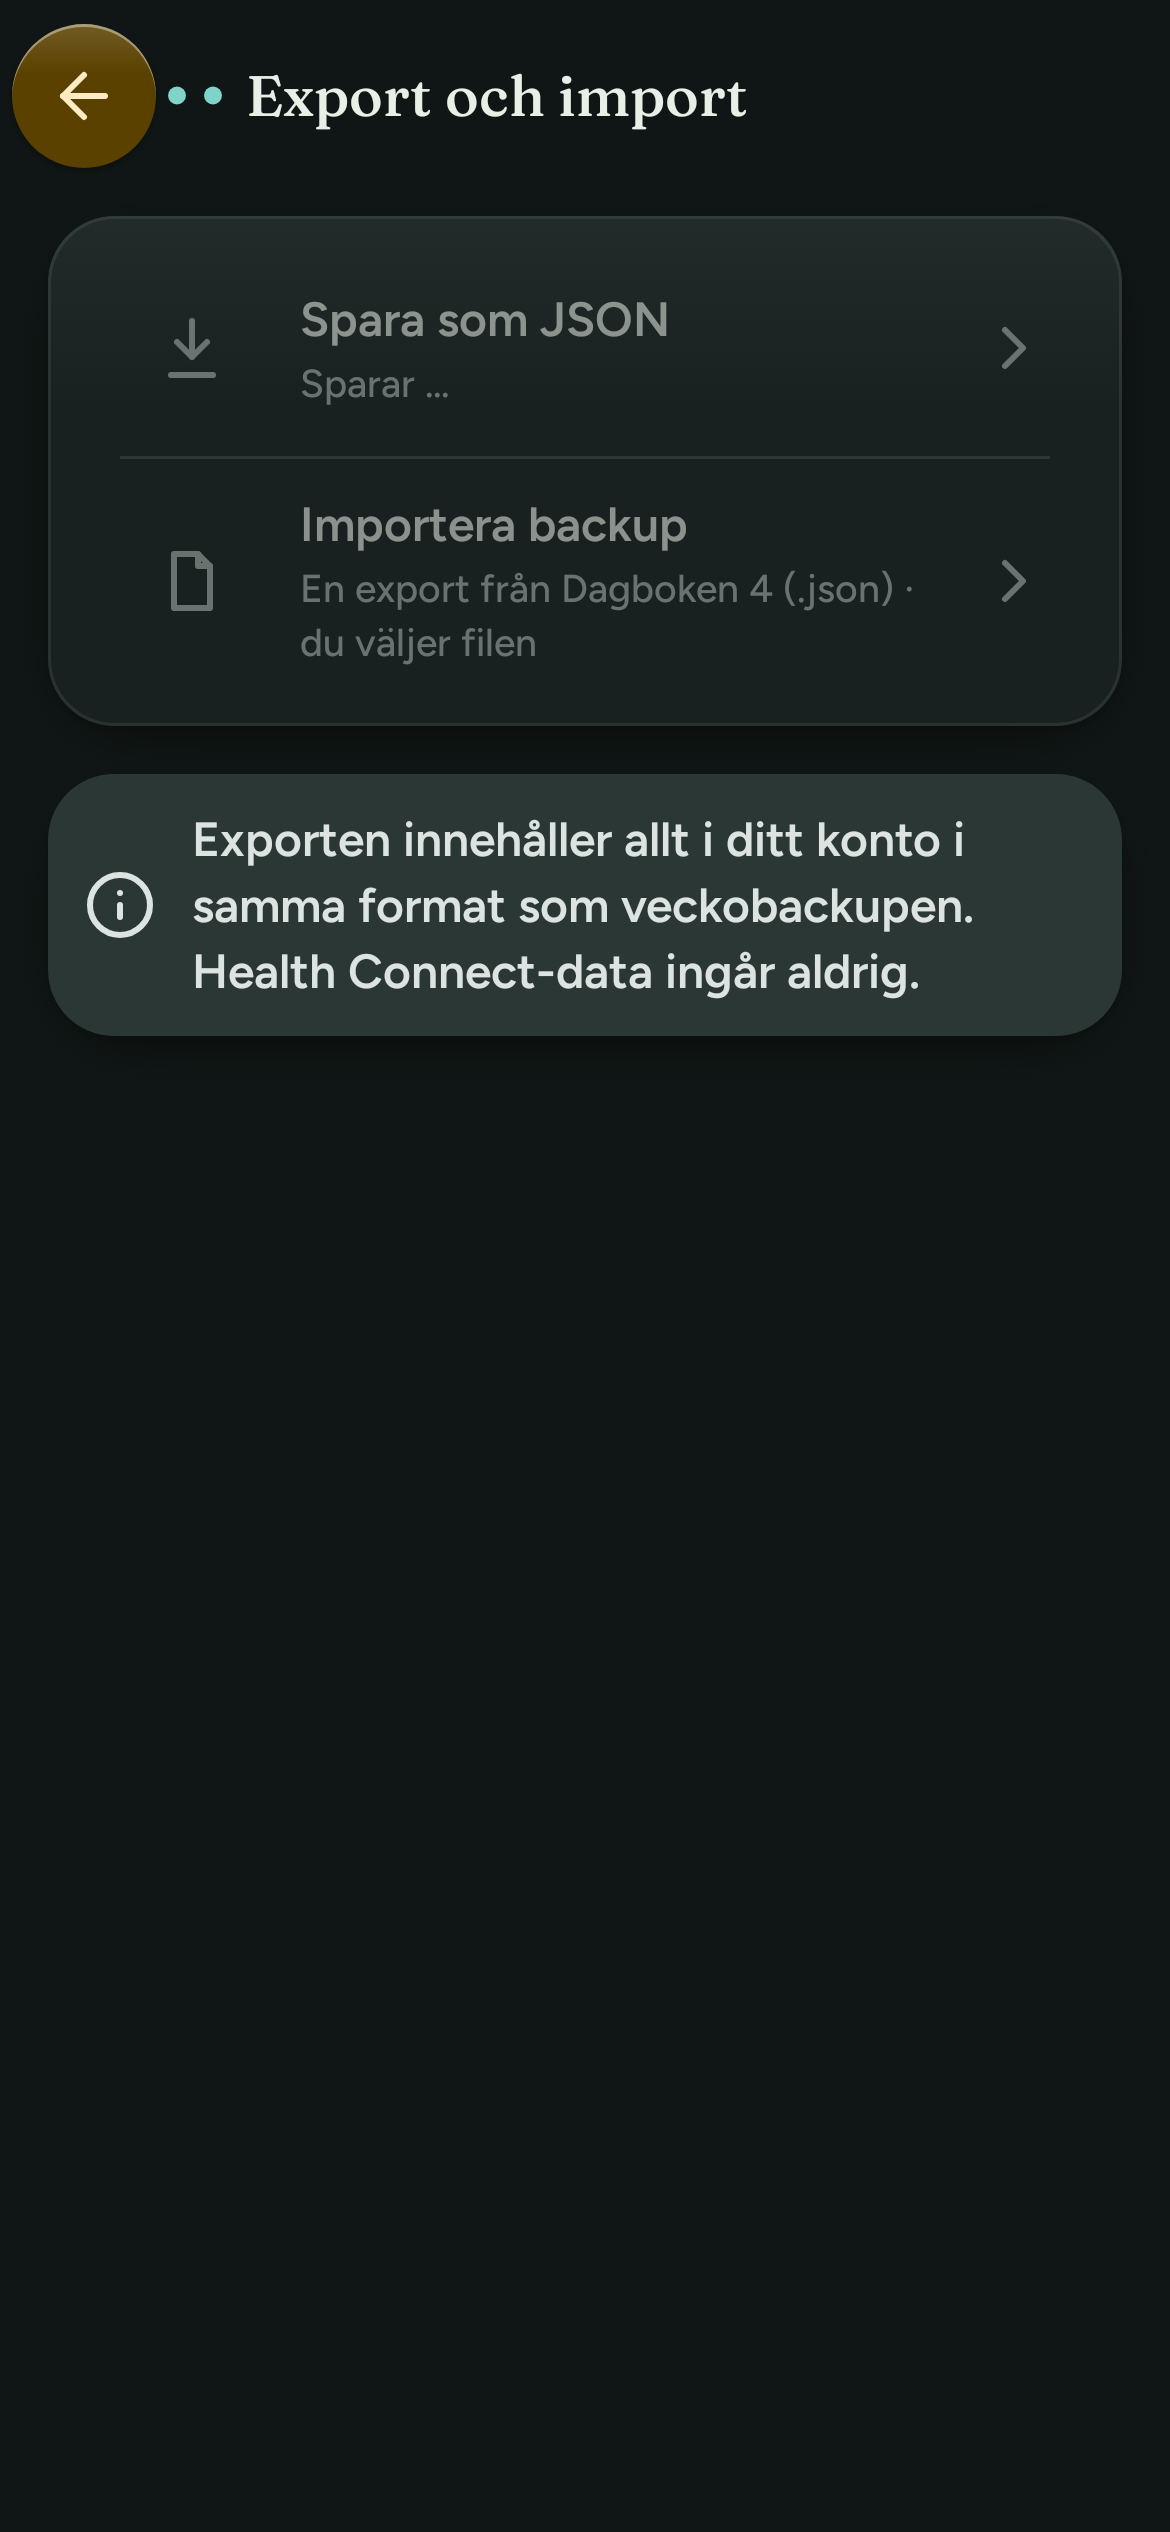 Export och import
Spara som JSON
Sparar …
Importera backup
En export från Dagboken 4 (.json) ·
du väljer filen
Exporten innehåller allt i ditt konto i
samma format som veckobackupen.
Health Connect-data ingår aldrig.